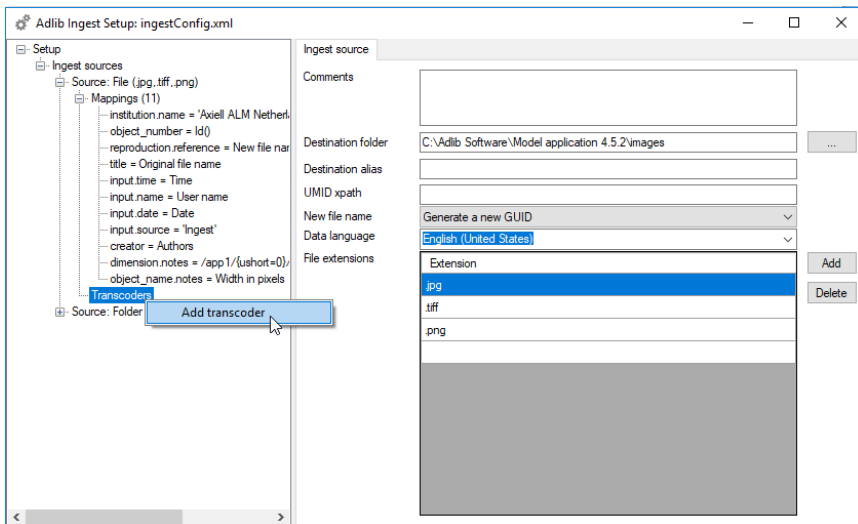 Adlib Ingest Setup: ingestConfig.xml
Setup
Ingest sources
Source: File (.jpg,.tiff,.png)
Mappings (11)
institution.name = 'Axiell ALM Netherl
object_number = Id()
reproduction.reference = New file nar
title = Original file name
input.time = Time
input.name = User name
input.date = Date
input.source = 'Ingest'
creator = Authors
dimension.notes = /app1/{ushort=0}/
object_name.notes = Width in pixels
Transcoders
Source: Folder
Add transcoder
Ingest source
Comments
Destination folder
C:\Adlib Software\Model application 4.5.2\images
...
Destination alias
UMID xpath
New file name
Generate a new GUID
Data language
English (United States)
File extensions
Extension
.jpg
.tiff
.png
Add
Delete